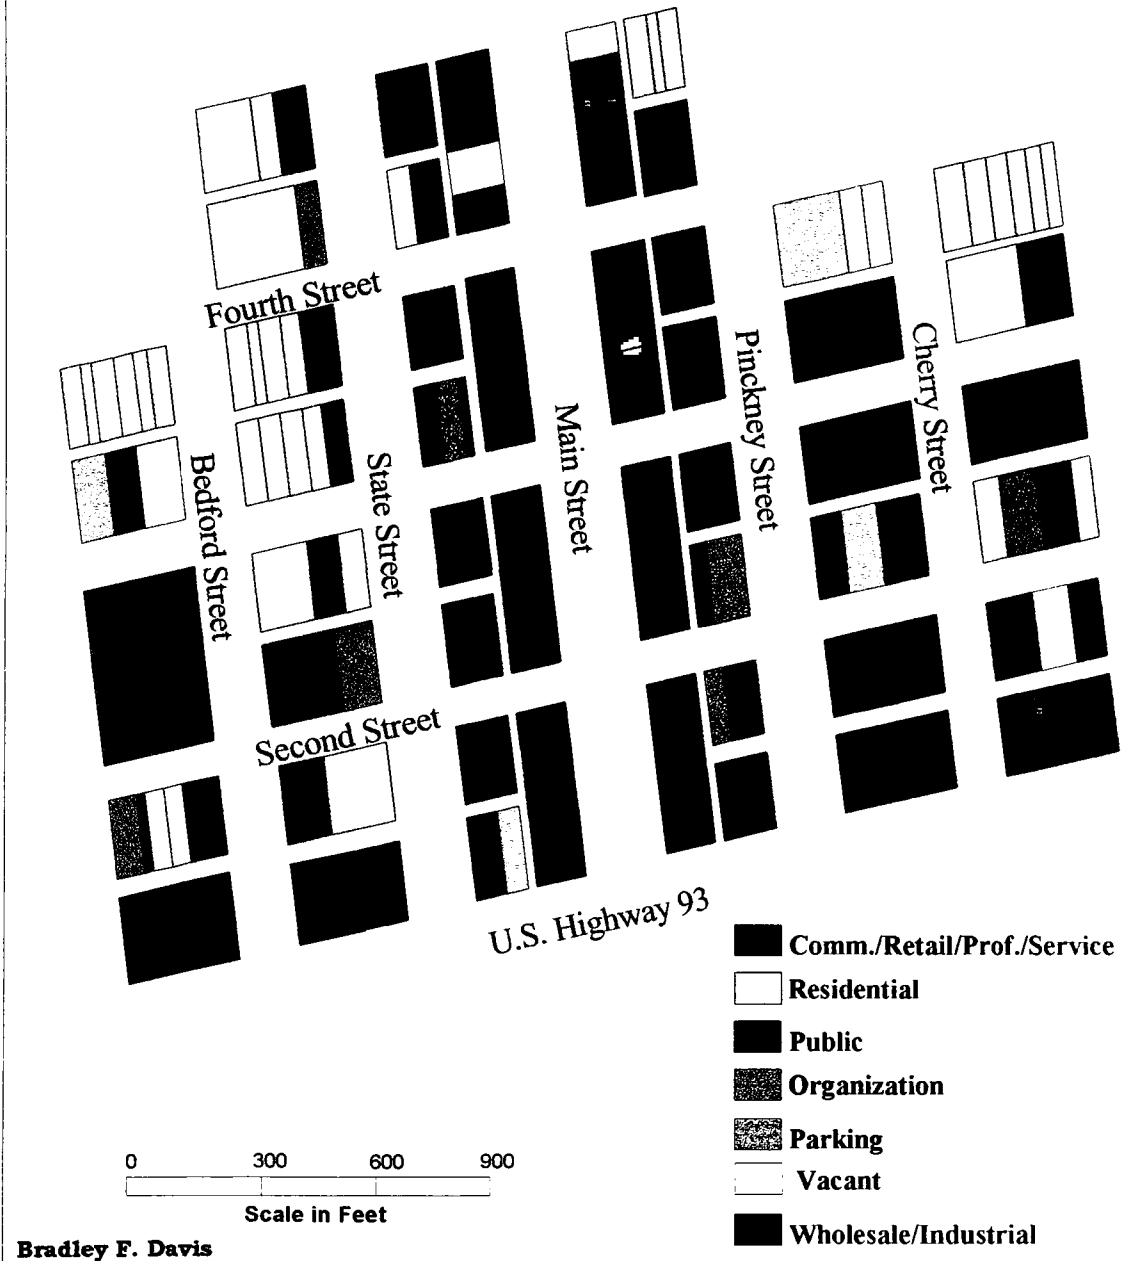 Fourth Street
Bedford Street
State Street
Main Street
Pinckney Street
Cherry Street
Second Street
U.S. Highway 93
Comm./Retail/Prof./Service
Residential
Public
Organization
Parking
Vacant
Wholesale/Industrial
0 300 600 900
Scale in Feet
Bradley F. Davis